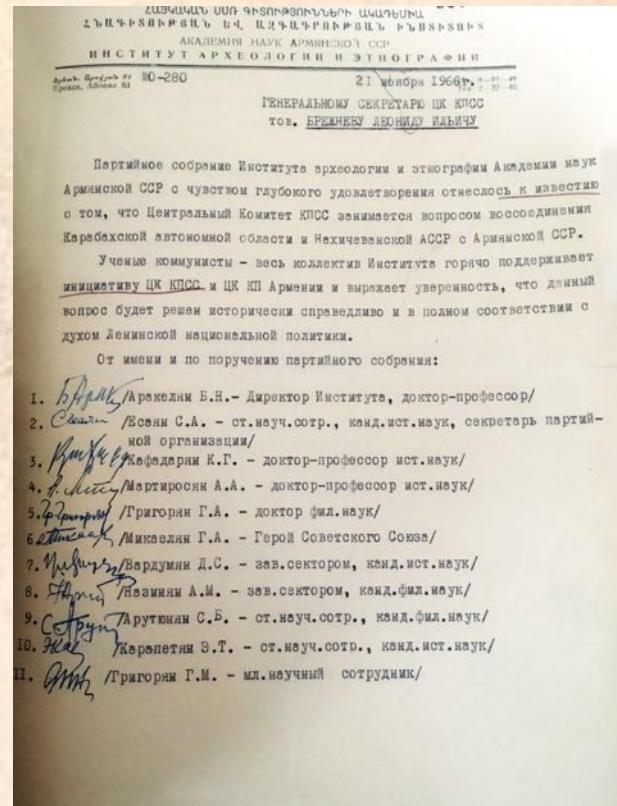 ՀԱՅԿԱԿԱՆ ՍՍՌ ԳԻՏՈՒԹՅՈՒՆՆԵՐԻ ԱԿԱԴԵՄԻԱ
ՀՆԱԳԻՏՈՒԹՅԱՆ ԵՎ ԱԶԳԱԳՐՈՒԹՅԱՆ ԻՆՍՏԻՏՈՒՏ
АКАДЕМИЯ НАУК АРМЯНСКОЙ ССР
ИНСТИТУТ АРХЕОЛОГИИ И ЭТНОГРАФИИ
Ереван, Абовян 61 №О-280 21 ноября 1966г.
ГЕНЕРАЛЬНОМУ СЕКРЕТАРЮ ЦК КПСС
тов. БРЕЖНЕВУ ЛЕОНИДУ ИЛЬИЧУ
Партийное собрание Института археологии и этнографии Академии наук
Армянской ССР с чувством глубокого удовлетворения отнеслось к известию
о том, что Центральный Комитет КПСС занимается вопросом воссоединения
Карабахской автономной области и Нахичеванской АССР с Армянской ССР.
Ученые коммунисты – весь коллектив Института горячо поддерживает
инициативу ЦК КПСС и ЦК КП Армении и выражает уверенность, что данный
вопрос будет решен исторически справедливо и в полном соответствии с
духом Ленинской национальной политики.
От имени и по поручению партийного собрания:
I. /Аракелян Б.Н.– Директор Института, доктор-профессор/
2. /Есаян С.А. – ст.науч.сотр., канд.ист.наук, секретарь партий-
ной организации/
3. /Кафадарян К.Г. – доктор-профессор ист.наук/
4. /Мартиросян А.А. – доктор-профессор ист.наук/
5. /Григорян Г.А. – доктор фил.наук/
6. /Микаелян Г.А. – Герой Советского Союза/
7. /Вардумян Д.С. – зав.сектором, канд.ист.наук/
8. /Назинян А.М. – зав.сектором, канд.фил.наук/
9. /Арутюнян С.Б. – ст.науч.сотр., канд.фил.наук/
IO. /Карапетян Э.Т. – ст.науч.сотр., канд.ист.наук/
II. /Григорян Г.М. – мл.научный сотрудник/